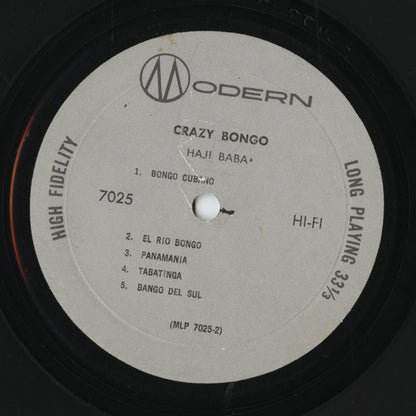 MODERN
CRAZY BONGO
HAJI BABA
1. BONGO CUBANO
7025
HI-FI
HIGH FIDELITY
LONG PLAYING 33⅓
2. EL RIO BONGO
3. PANAMANIA
4. TABATINGA
5. BANGO DEL SUL
(MLP 7025-2)